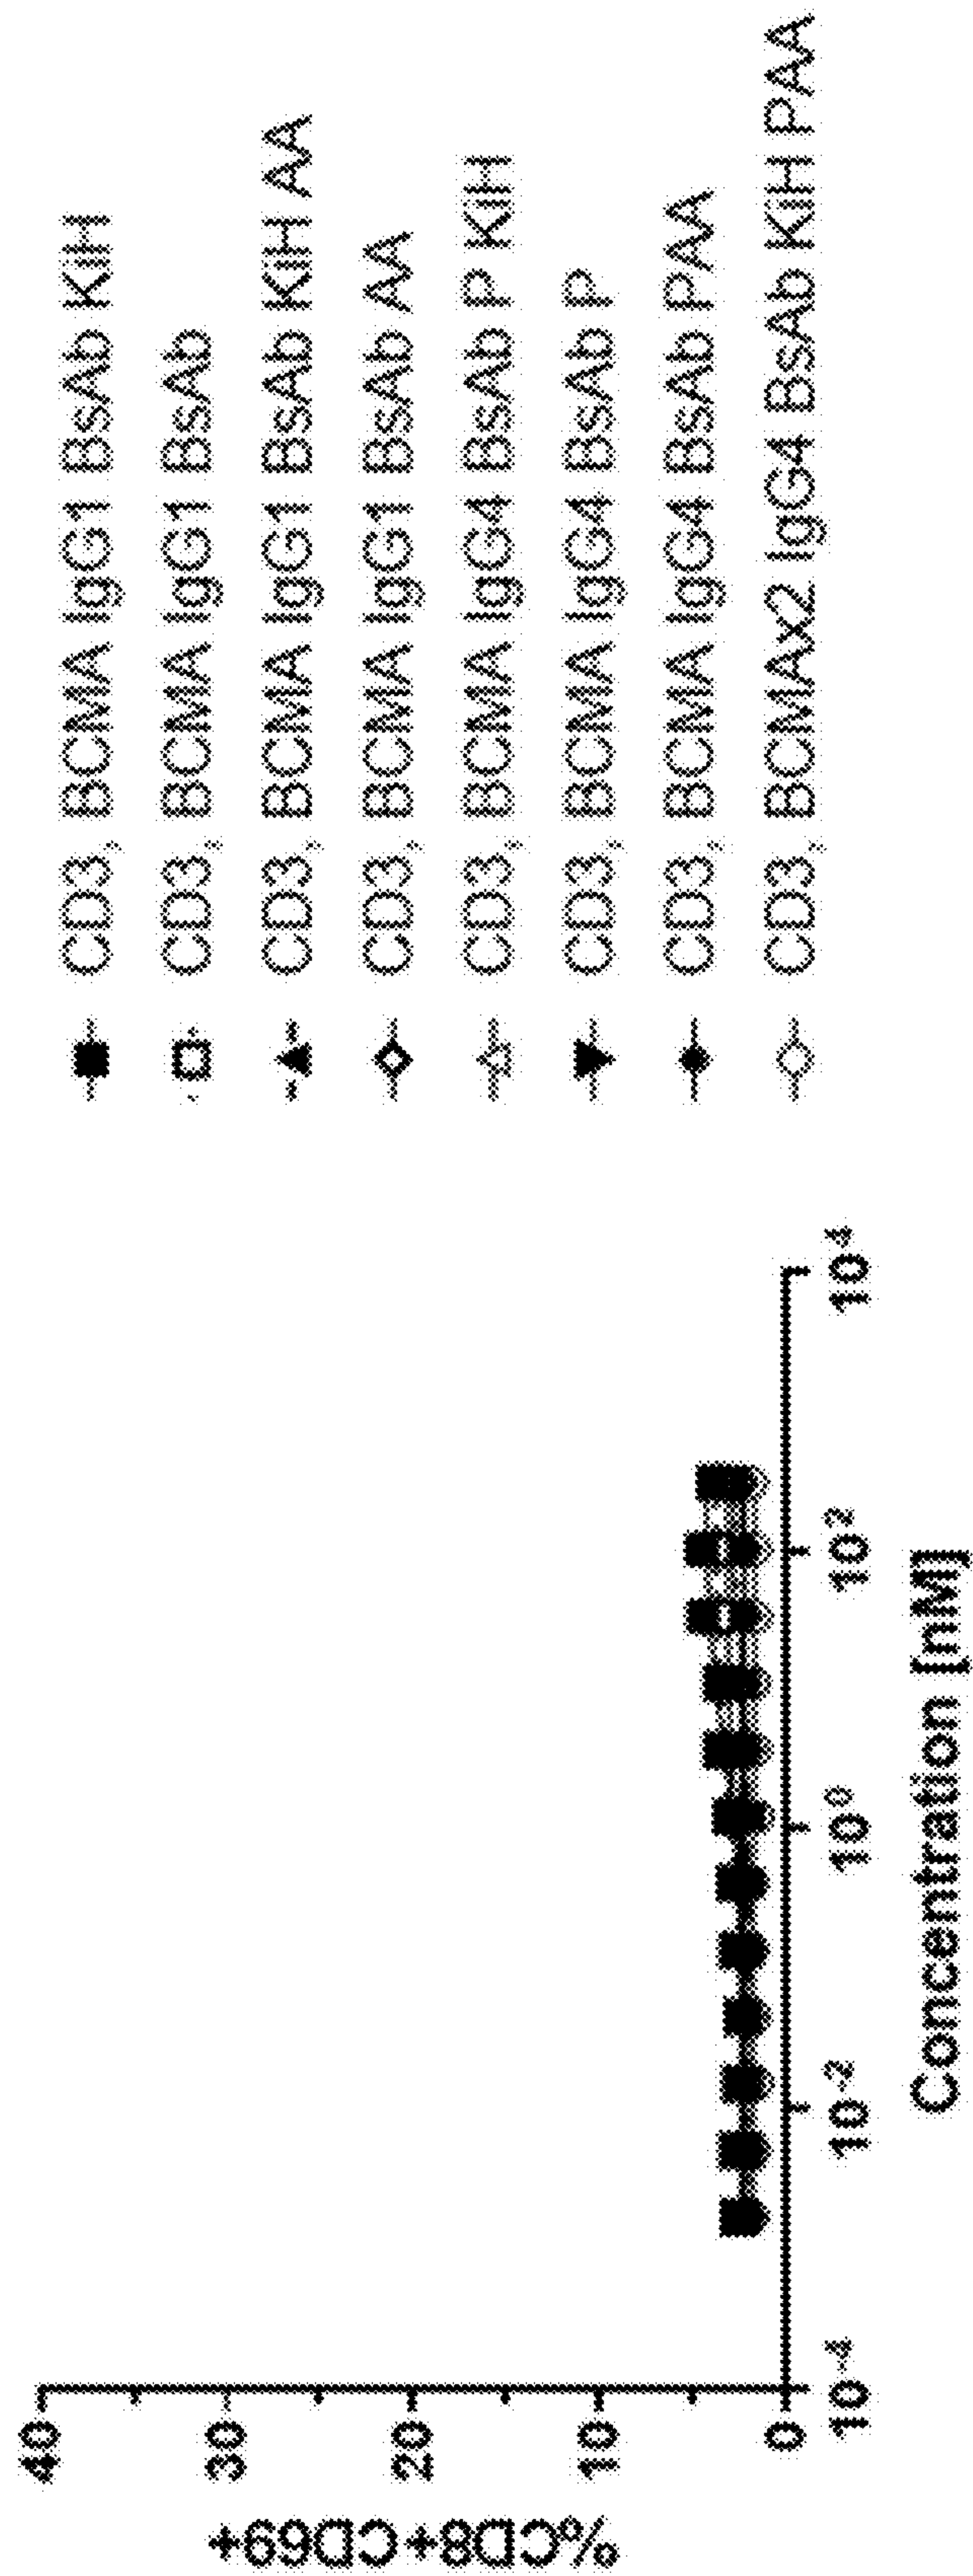 %CD8+CD69+
40
30
20
10
0
10-4
10-2
100
102
104
Concentration [nM]
CD3, BCMA IgG1 BsAb KiH
CD3, BCMA IgG1 BsAb
CD3, BCMA IgG1 BsAb KiH AA
CD3, BCMA IgG1 BsAb AA
CD3, BCMA IgG4 BsAb P KiH
CD3, BCMA IgG4 BsAb P
CD3, BCMA IgG4 BsAb PAA
CD3, BCMAx2 IgG4 BsAb KiH PAA